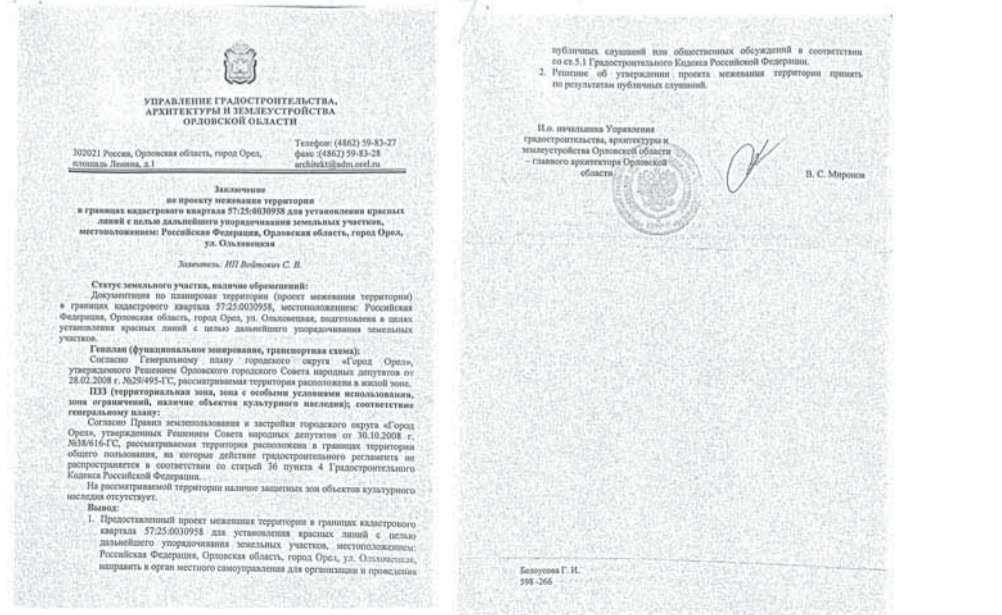 УПРАВЛЕНИЕ ГРАДОСТРОИТЕЛЬСТВА,
АРХИТЕКТУРЫ И ЗЕМЛЕУСТРОЙСТВА
ОРЛОВСКОЙ ОБЛАСТИ
302021 Россия, Орловская область, город Орел,
площадь Ленина, д.1
Телефон: (4862) 59-83-27
факс :(4862) 59-83-28
architekt@adm.orel.ru
Заключение
по проекту межевания территории
в границах кадастрового квартала 57:25:0030958 для установления красных
линий с целью дальнейшего упорядочивания земельных участков,
местоположением: Российская Федерация, Орловская область, город Орел,
ул. Ольховецкая
Заявитель: ИП Войтович С. В.
Статус земельного участка, наличие обременений:
Документация по планировке территории (проект межевания территории)
в границах кадастрового квартала 57:25:0030958, местоположением: Российская
Федерация, Орловская область, город Орел, ул. Ольховецкая, подготовлена в целях
установления красных линий с целью дальнейшего упорядочивания земельных
участков.
Генплан (функциональное зонирование, транспортная схема):
Согласно Генеральному плану городского округа «Город Орел»,
утвержденного Решением Орловского городского Совета народных депутатов от
28.02.2008 г. №29/495-ГС, рассматриваемая территория расположена в жилой зоне.
ПЗЗ (территориальная зона, зона с особыми условиями использования,
зона ограничений, наличие объектов культурного наследия); соответствие
генеральному плану:
Согласно Правил землепользования и застройки городского округа «Город
Орел», утвержденных Решением Совета народных депутатов от 30.10.2008 г.
№38/616-ГС, рассматриваемая территория расположена в границах территории
общего пользования, на которые действие градостроительного регламента не
распространяется в соответствии со статьей 36 пункта 4 Градостроительного
Кодекса Российской Федерации.
На рассматриваемой территории наличие защитных зон объектов культурного
наследия отсутствует.
Вывод:
1. Предоставленный проект межевания территории в границах кадастрового
квартала 57:25:0030958 для установления красных линий с целью
дальнейшего упорядочивания земельных участков, местоположением:
Российская Федерация, Орловская область, город Орел, ул. Ольховецкая,
направить в орган местного самоуправления для организации и проведения
публичных слушаний или общественных обсуждений в соответствии
со ст.5.1 Градостроительного Кодекса Российской Федерации.
2. Решение об утверждении проекта межевания территории принять
по результатам публичных слушаний.
И.о. начальника Управления
градостроительства, архитектуры и
землеустройства Орловской области
– главного архитектора Орловской
области
В. С. Миронов
Белоусова Г. И.
598 -266